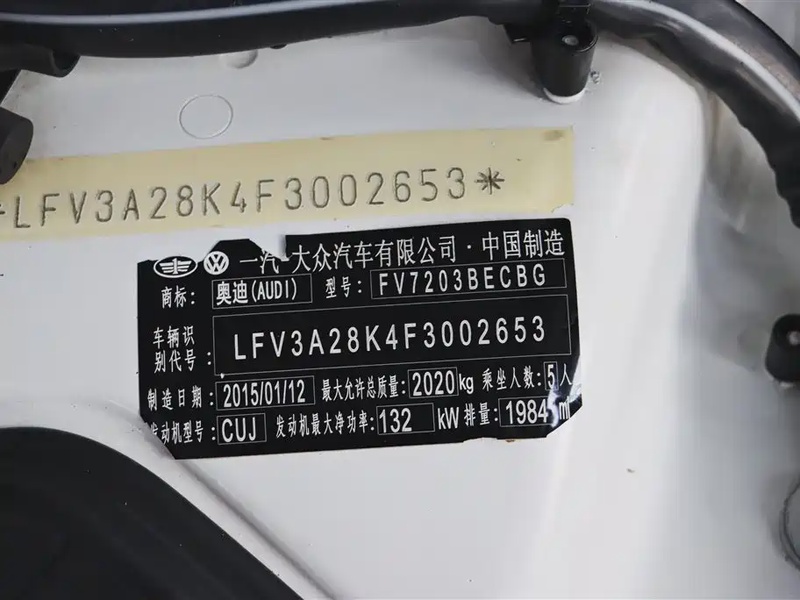 *LFV3A28K4F3002653*
一汽-大众汽车有限公司·中国制造
商标: 奥迪(AUDI) 型号: FV7203BECBG
车辆识别代号: LFV3A28K4F3002653
制造日期: 2015/01/12 最大允许总质量: 2020kg 乘坐人数: 5人
发动机型号: CUJ 发动机最大净功率: 132 kW 排量: 1984 ml